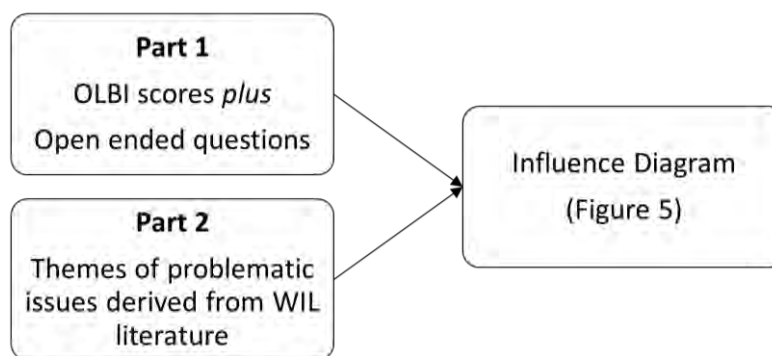 Part 1
OLBI scores plus
Open ended questions
Part 2
Themes of problematic
issues derived from WIL
literature
Influence Diagram
(Figure 5)